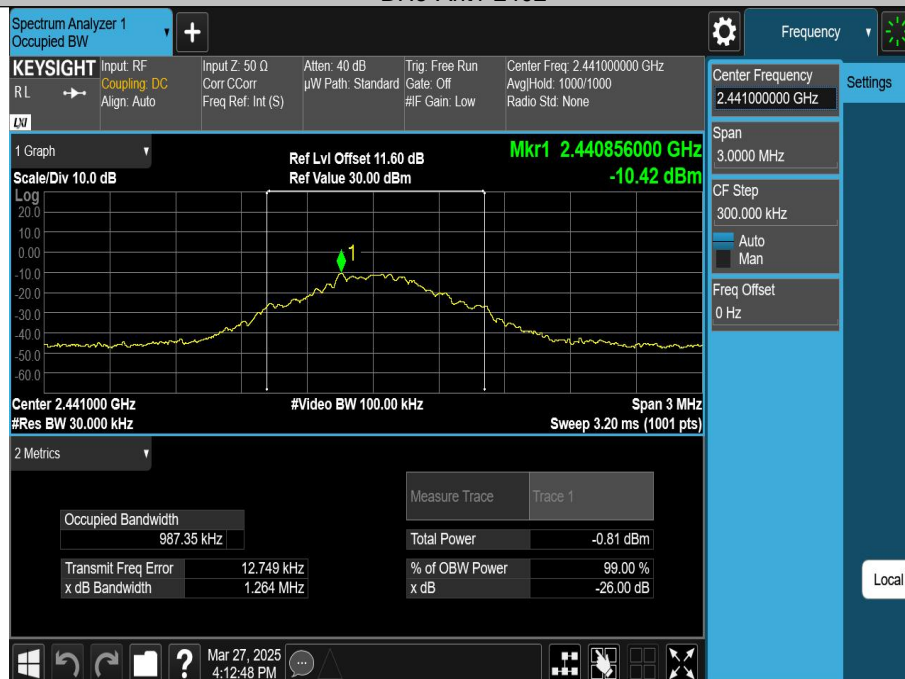 Spectrum Analyzer 1
Occupied BW
Frequency
KEYSIGHT
R L
LXI
Input: RF
Coupling: DC
Align: Auto
Input Z: 50 Ω
Corr CCorr
Freq Ref: Int (S)
Atten: 40 dB
µW Path: Standard
Trig: Free Run
Gate: Off
#IF Gain: Low
Center Freq: 2.441000000 GHz
Avg|Hold: 1000/1000
Radio Std: None
Center Frequency
2.441000000 GHz
Settings
Span
3.0000 MHz
CF Step
300.000 kHz
Auto
Man
Freq Offset
0 Hz
Local
1 Graph
Scale/Div 10.0 dB
Ref Lvl Offset 11.60 dB
Ref Value 30.00 dBm
Mkr1 2.440856000 GHz
-10.42 dBm
Log
20.0
10.0
0.00
-10.0
-20.0
-30.0
-40.0
-50.0
-60.0
1
Center 2.441000 GHz
#Video BW 100.00 kHz
Span 3 MHz
#Res BW 30.000 kHz
Sweep 3.20 ms (1001 pts)
2 Metrics
Measure Trace
Trace 1
Occupied Bandwidth
987.35 kHz
Total Power
-0.81 dBm
Transmit Freq Error
12.749 kHz
% of OBW Power
99.00 %
x dB Bandwidth
1.264 MHz
x dB
-26.00 dB
?
Mar 27, 2025
4:12:48 PM